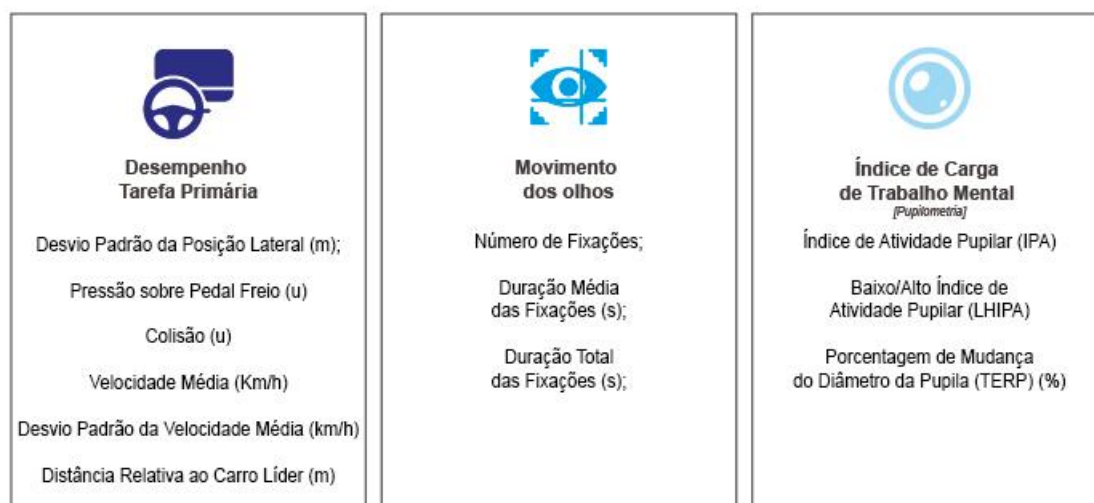 Desempenho
Tarefa Primária
Desvio Padrão da Posição Lateral (m);
Pressão sobre Pedal Freio (u)
Colisão (u)
Velocidade Média (Km/h)
Desvio Padrão da Velocidade Média (km/h)
Distância Relativa ao Carro Líder (m)
Movimento
dos olhos
Número de Fixações;
Duração Média
das Fixações (s);
Duração Total
das Fixações (s);
Índice de Carga
de Trabalho Mental
[Pupilometria]
Índice de Atividade Pupilar (IPA)
Baixo/Alto Índice de
Atividade Pupilar (LHIPA)
Porcentagem de Mudança
do Diâmetro da Pupila (TERP) (%)